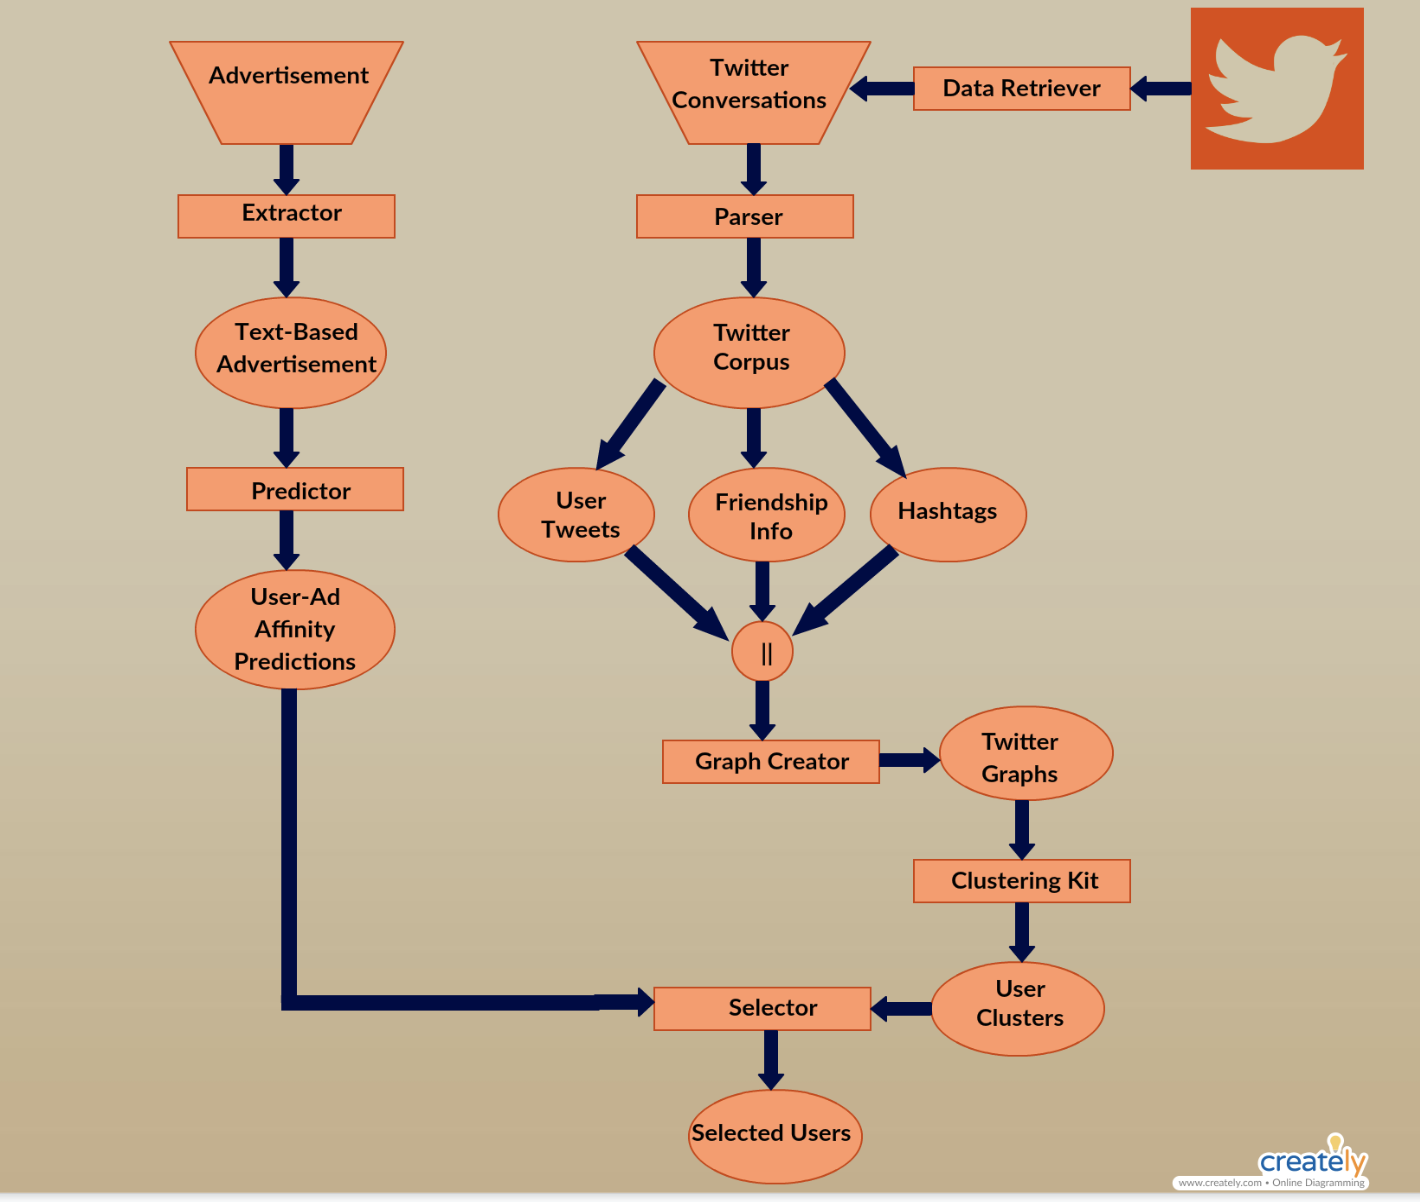 Advertisement
Twitter
Conversations
Data Retriever
Extractor
Parser
Text-Based
Advertisement
Twitter
Corpus
Predictor
User
Tweets
Friendship
Info
Hashtags
User-Ad
Affinity
Predictions
||
Graph Creator
Twitter
Graphs
Clustering Kit
User
Clusters
Selector
Selected Users
creately
www.creately.com • Online Diagramming